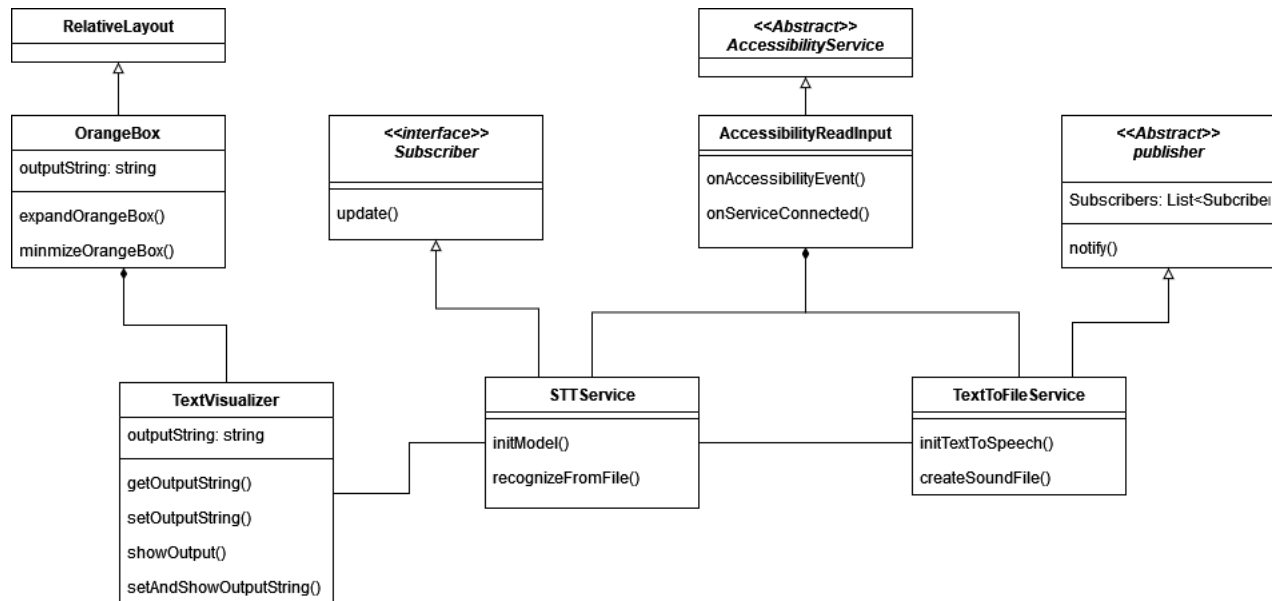 RelativeLayout
OrangeBox
outputString: string
expandOrangeBox()
minmizeOrangeBox()
<<interface>>
Subscriber
update()
<<Abstract>>
AccessibilityService
AccessibilityReadInput
onAccessibilityEvent()
onServiceConnected()
<<Abstract>>
publisher
Subscribers: List<Subcriber
notify()
TextVisualizer
outputString: string
getOutputString()
setOutputString()
showOutput()
setAndShowOutputString()
STTService
initModel()
recognizeFromFile()
TextToFileService
initTextToSpeech()
createSoundFile()